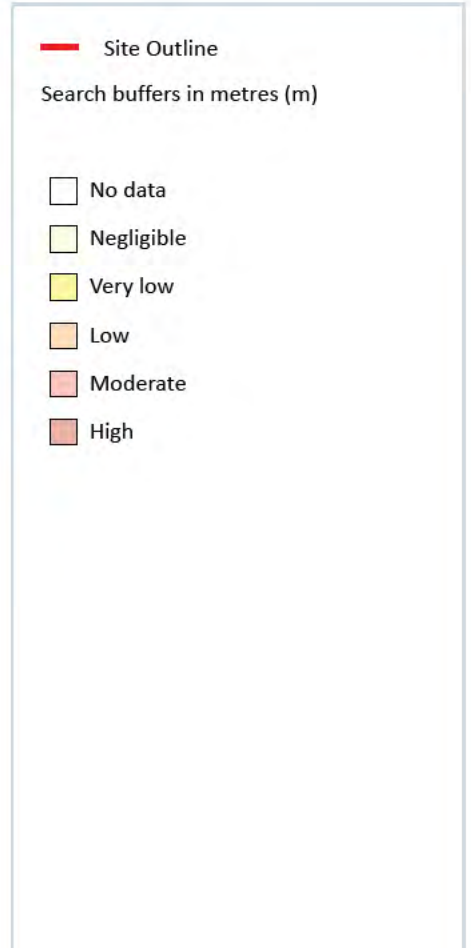 Site Outline
Search buffers in metres (m)
No data
Negligible
Very low
Low
Moderate
High